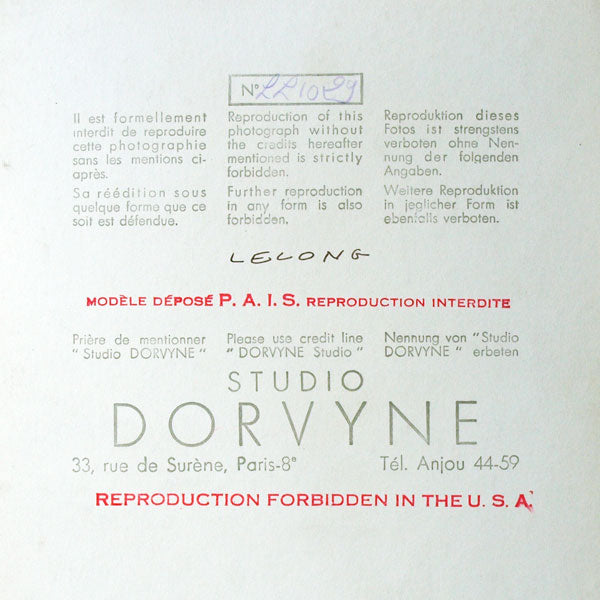 N° LL1029
Il est formellement
interdit de reproduire
cette photographie
sans les mentions ci-
après.
Sa réédition sous
quelque forme que ce
soit est défendue.
Reproduction of this
photograph without
the credits hereafter
mentioned is strictly
forbidden.
Further reproduction
in any form is also
forbidden.
Reproduktion dieses
Fotos ist strengstens
verboten ohne Nen-
nung der folgenden
Angaben.
Weitere Reproduktion
in jeglicher Form ist
ebenfalls verboten.
LELONG
MODÈLE DÉPOSÉ P. A. I. S. REPRODUCTION INTERDITE
Prière de mentionner
"Studio DORVYNE"
Please use credit line
"DORVYNE Studio"
Nennung von "Studio
DORVYNE" erbeten
STUDIO
DORVYNE
33, rue de Surène, Paris-8e Tél. Anjou 44-59
REPRODUCTION FORBIDDEN IN THE U. S. A.